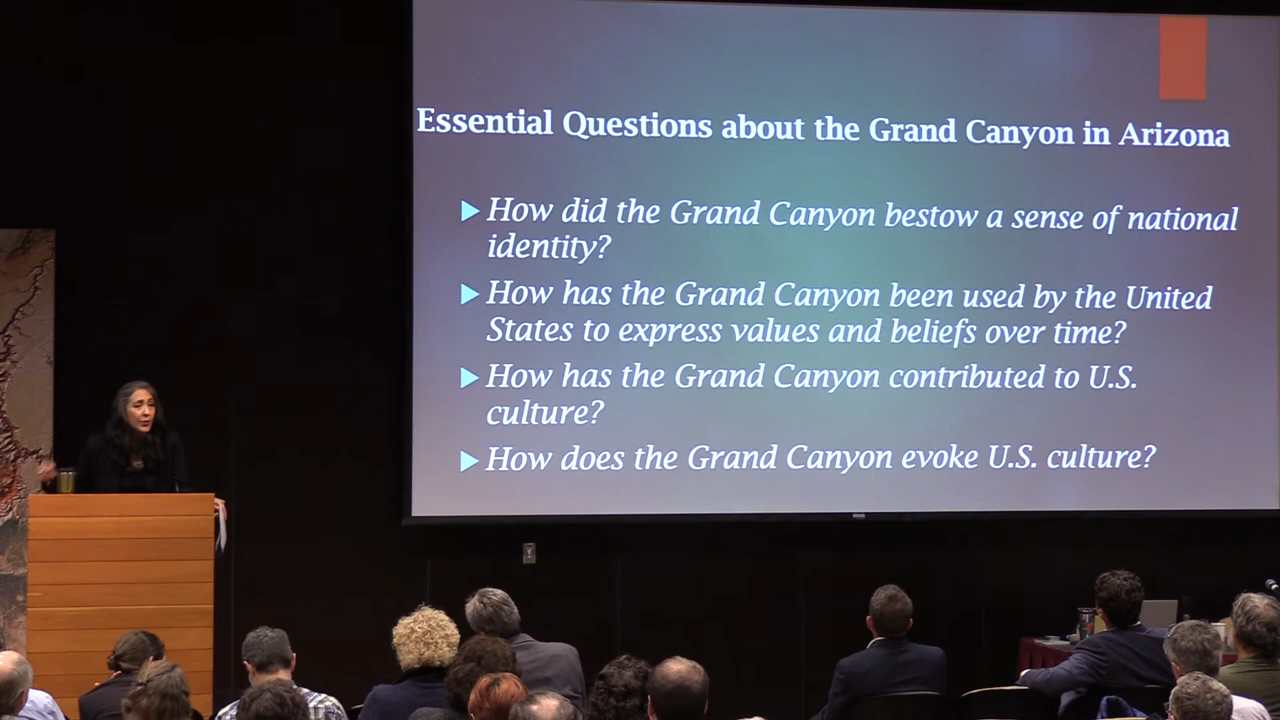 Essential Questions about the Grand Canyon in Arizona
How did the Grand Canyon bestow a sense of national
identity?
How has the Grand Canyon been used by the United
States to express values and beliefs over time?
How has the Grand Canyon contributed to U.S.
culture?
How does the Grand Canyon evoke U.S. culture?